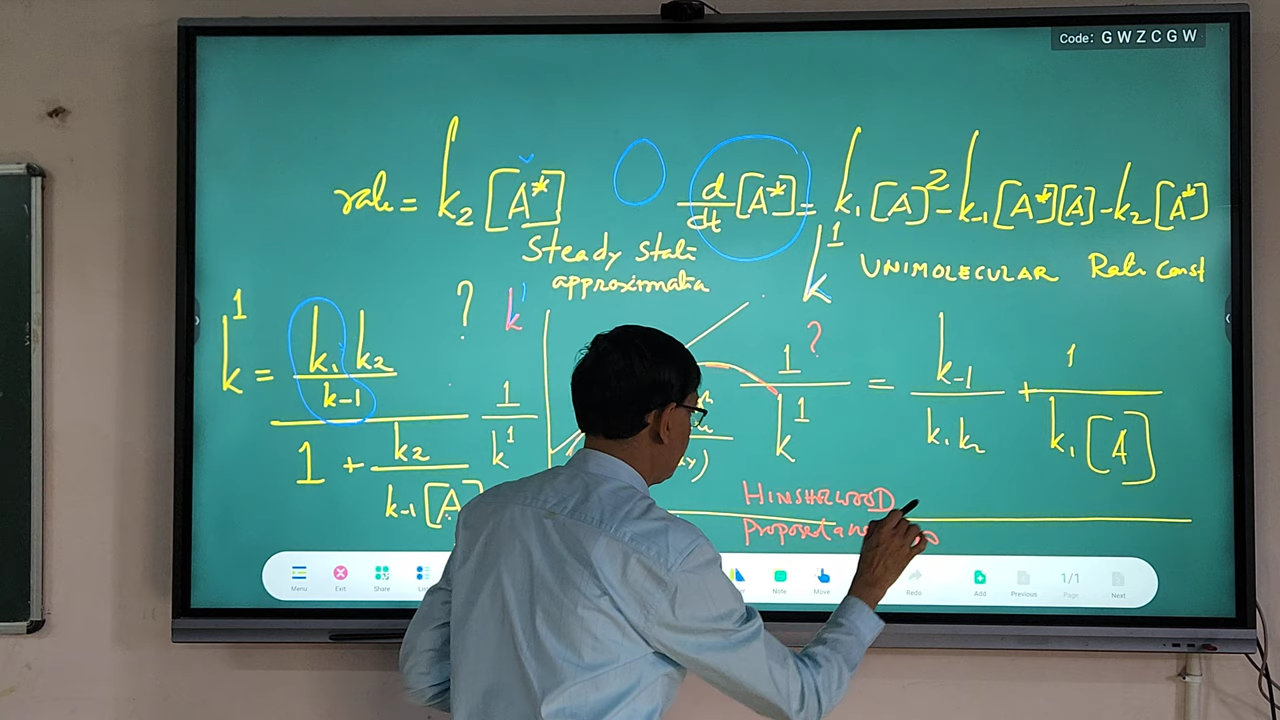 Code: GWZCGW
rate = k2 [A*]
d/dt [A*] = k1 [A]² - k-1 [A*][A] - k2 [A*]
Steady State
approximation
k¹ UNIMOLECULAR Rate Const
k¹ = (k1 k2 / k-1) / (1 + k2 / k-1 [A])
?
k'
1/k¹
?
1/k¹ = k-1 / k1 k2 + 1 / k1 [A]
HINSHELWOOD
Menu Exit Share Note Move Redo Add Previous 1/1 Page Next